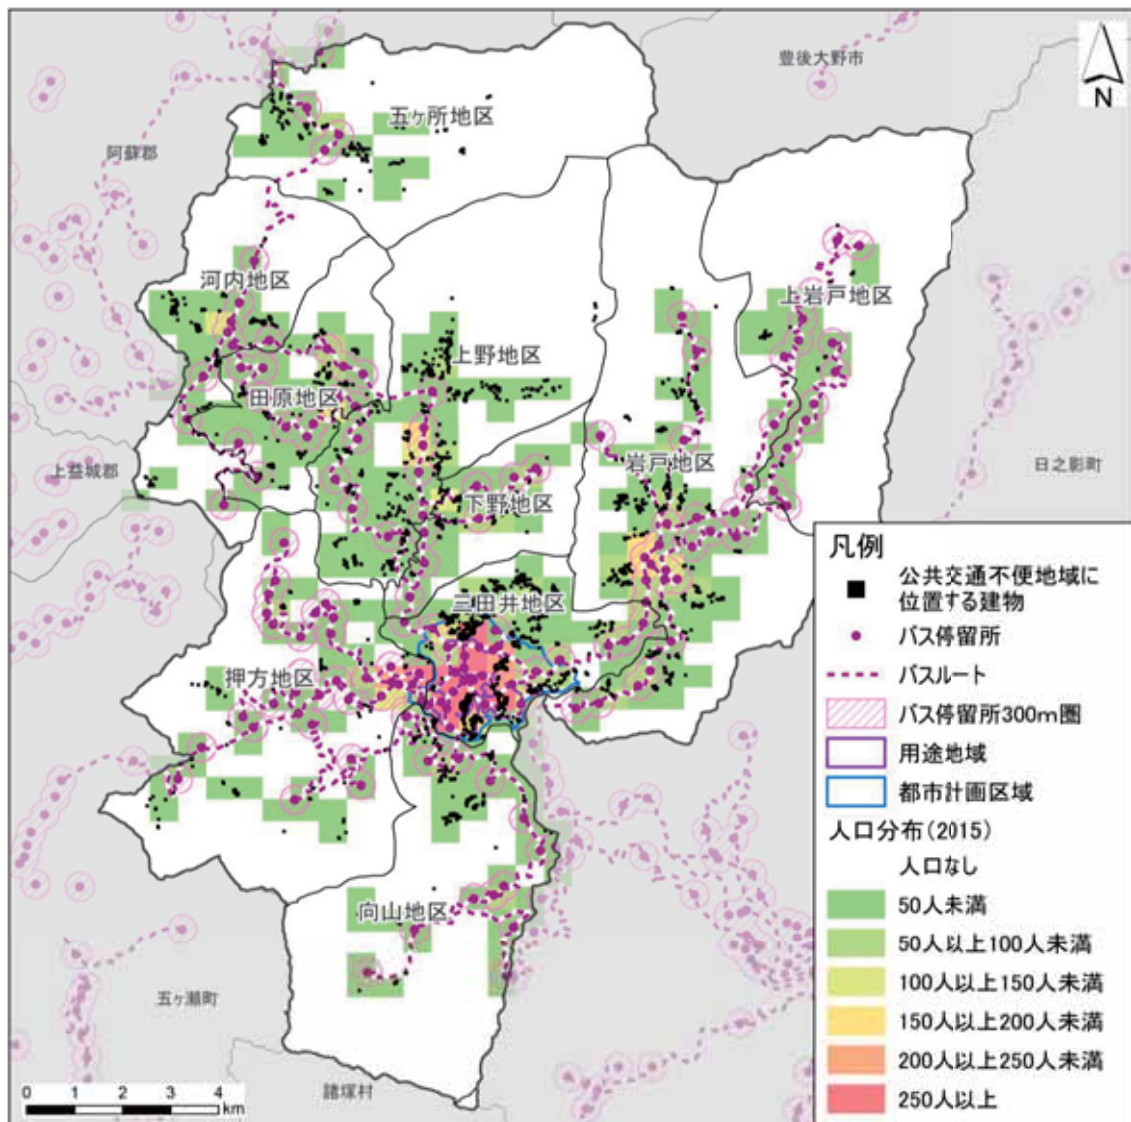 豊後大野市
N
五ヶ所地区
阿蘇郡
河内地区
上岩戸地区
上野地区
田原地区
上益城郡
岩戸地区
日之影町
下野地区
三田井地区
押方地区
向山地区
五ヶ瀬町
諸塚村
0 1 2 3 4
km
凡例
公共交通不便地域に
位置する建物
バス停留所
バスルート
バス停留所300m圏
用途地域
都市計画区域
人口分布(2015)
人口なし
50人未満
50人以上100人未満
100人以上150人未満
150人以上200人未満
200人以上250人未満
250人以上